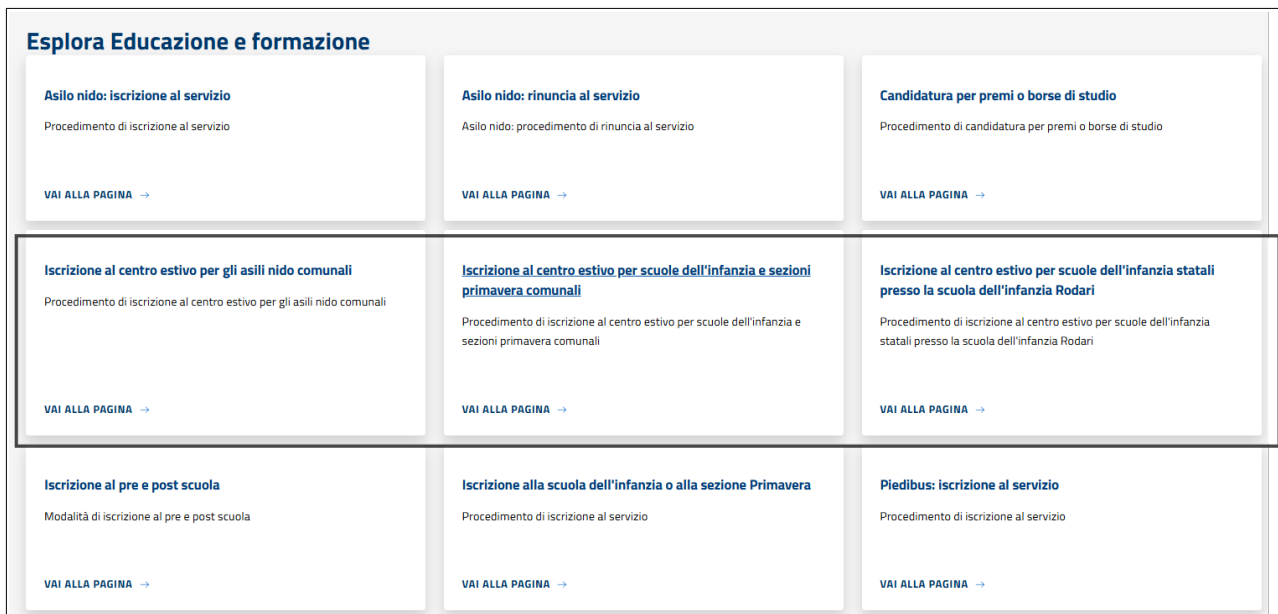 Esplora Educazione e formazione
Asilo nido: iscrizione al servizio
Procedimento di iscrizione al servizio
VAI ALLA PAGINA →
Asilo nido: rinuncia al servizio
Asilo nido: procedimento di rinuncia al servizio
VAI ALLA PAGINA →
Candidatura per premi o borse di studio
Procedimento di candidatura per premi o borse di studio
VAI ALLA PAGINA →
Iscrizione al centro estivo per gli asili nido comunali
Procedimento di iscrizione al centro estivo per gli asili nido comunali
VAI ALLA PAGINA →
Iscrizione al centro estivo per scuole dell'infanzia e sezioni
primavera comunali
Procedimento di iscrizione al centro estivo per scuole dell'infanzia e
sezioni primavera comunali
VAI ALLA PAGINA →
Iscrizione al centro estivo per scuole dell'infanzia statali
presso la scuola dell'infanzia Rodari
Procedimento di iscrizione al centro estivo per scuole dell'infanzia
statali presso la scuola dell'infanzia Rodari
VAI ALLA PAGINA →
Iscrizione al pre e post scuola
Modalità di iscrizione al pre e post scuola
VAI ALLA PAGINA →
Iscrizione alla scuola dell'infanzia o alla sezione Primavera
Procedimento di iscrizione al servizio
VAI ALLA PAGINA →
Piedibus: iscrizione al servizio
Procedimento di iscrizione al servizio
VAI ALLA PAGINA →